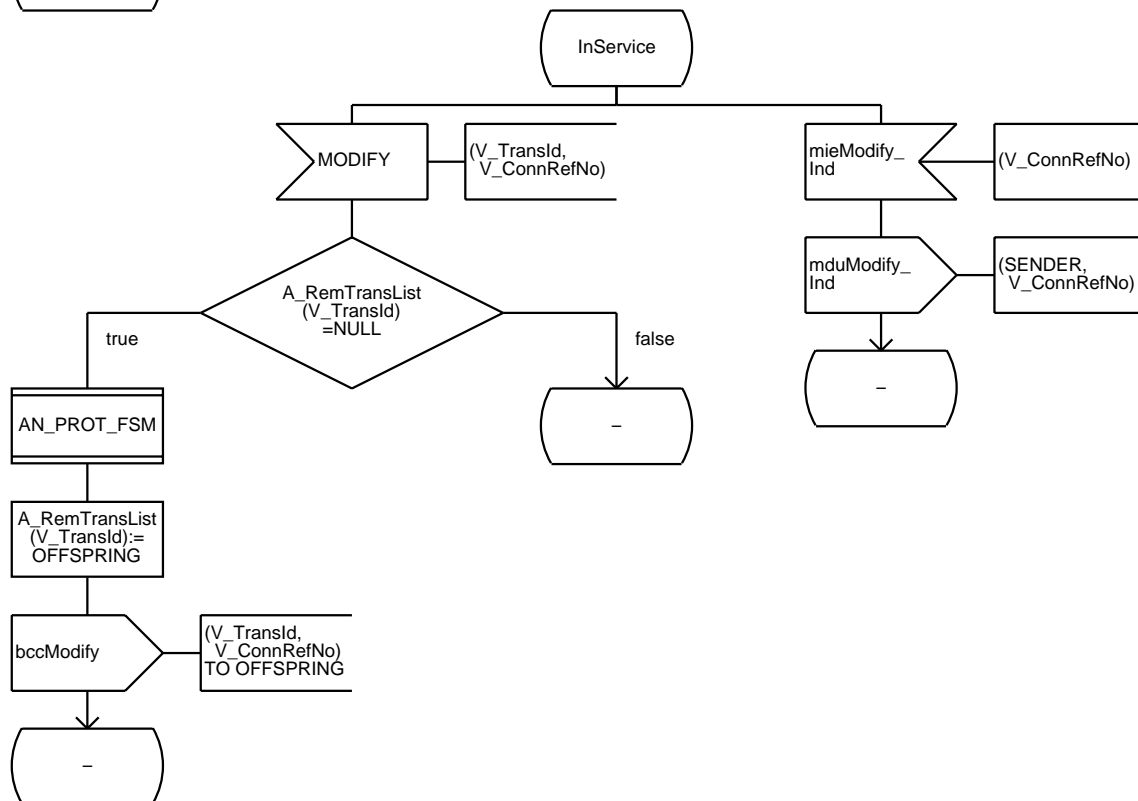 InService
MODIFY
(V_TransId,
V_ConnRefNo)
mieModify_
Ind
(V_ConnRefNo)
A_RemTransList
(V_TransId)
=NULL
mduModify_
Ind
(SENDER,
V_ConnRefNo)
true
false
–
–
AN_PROT_FSM
A_RemTransList
(V_TransId):=
OFFSPRING
bccModify
(V_TransId,
V_ConnRefNo)
TO OFFSPRING
–